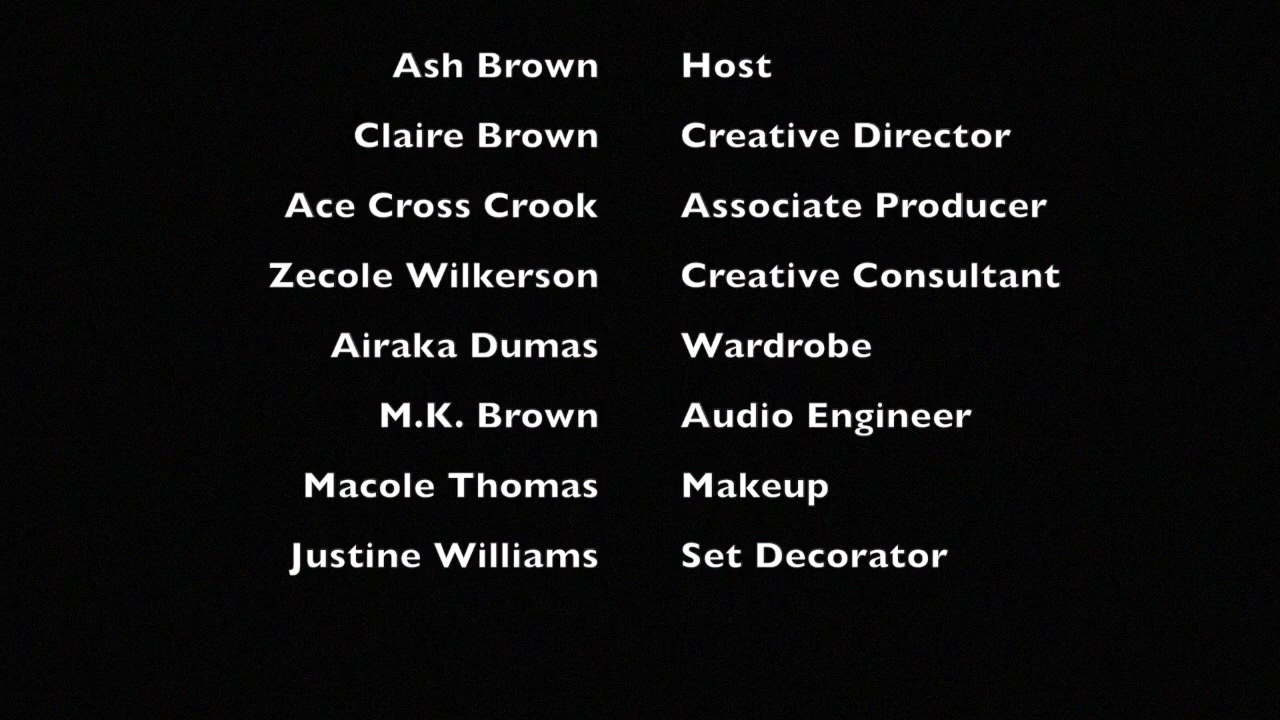 Ash Brown Host
Claire Brown Creative Director
Ace Cross Crook Associate Producer
Zecole Wilkerson Creative Consultant
Airaka Dumas Wardrobe
M.K. Brown Audio Engineer
Macole Thomas Makeup
Justine Williams Set Decorator